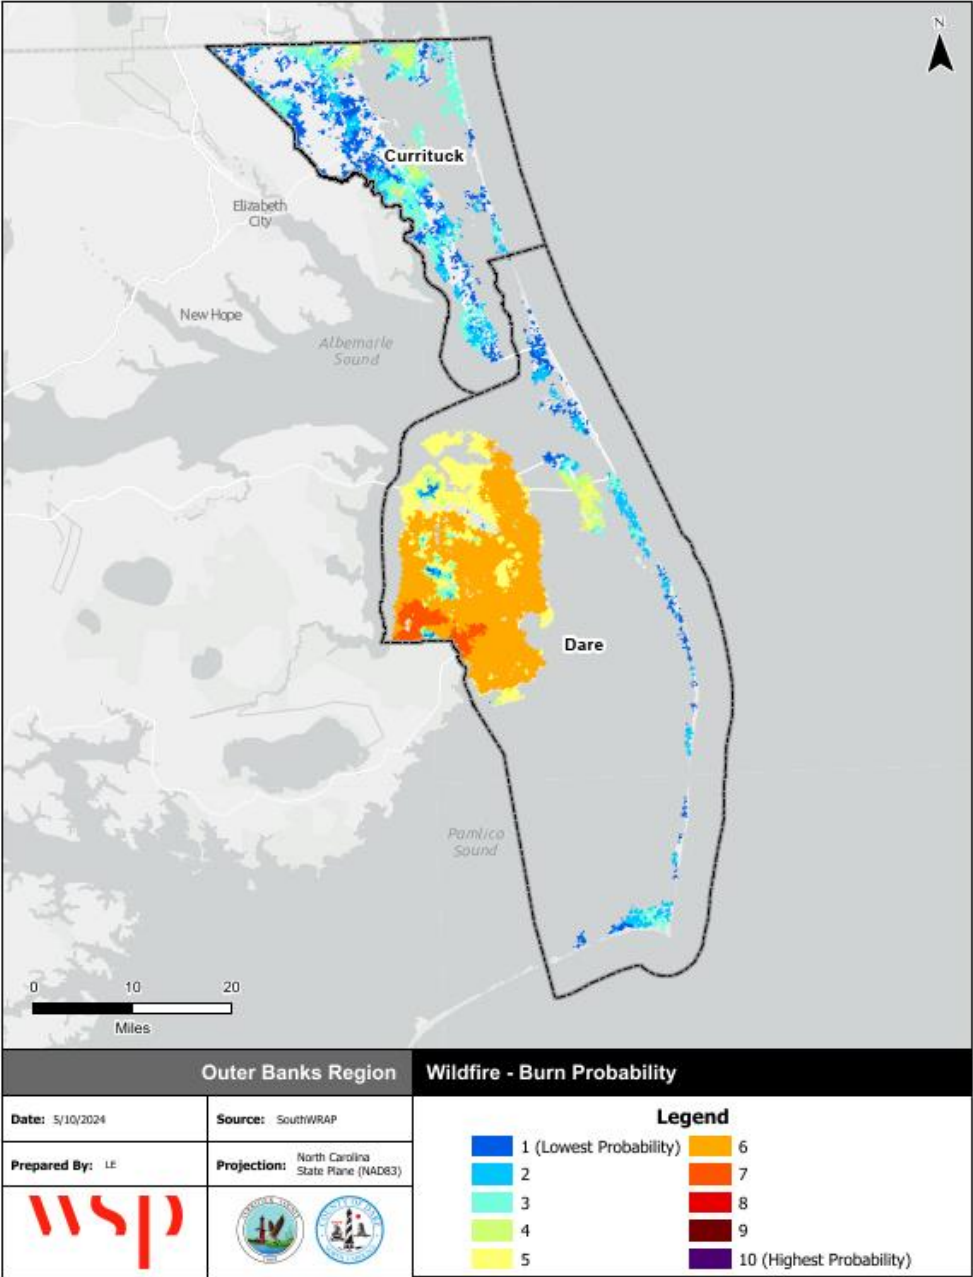 N
Currituck
Elizabeth
City
New Hope
Albemarle
Sound
Dare
Pamlico
Sound
0 10 20
Miles
Outer Banks Region
Wildfire - Burn Probability
Date: 5/10/2024
Source: SouthWRAP
Prepared By: LE
Projection: North Carolina
State Plane (NAD83)
wsp
Legend
1 (Lowest Probability)
2
3
4
5
6
7
8
9
10 (Highest Probability)